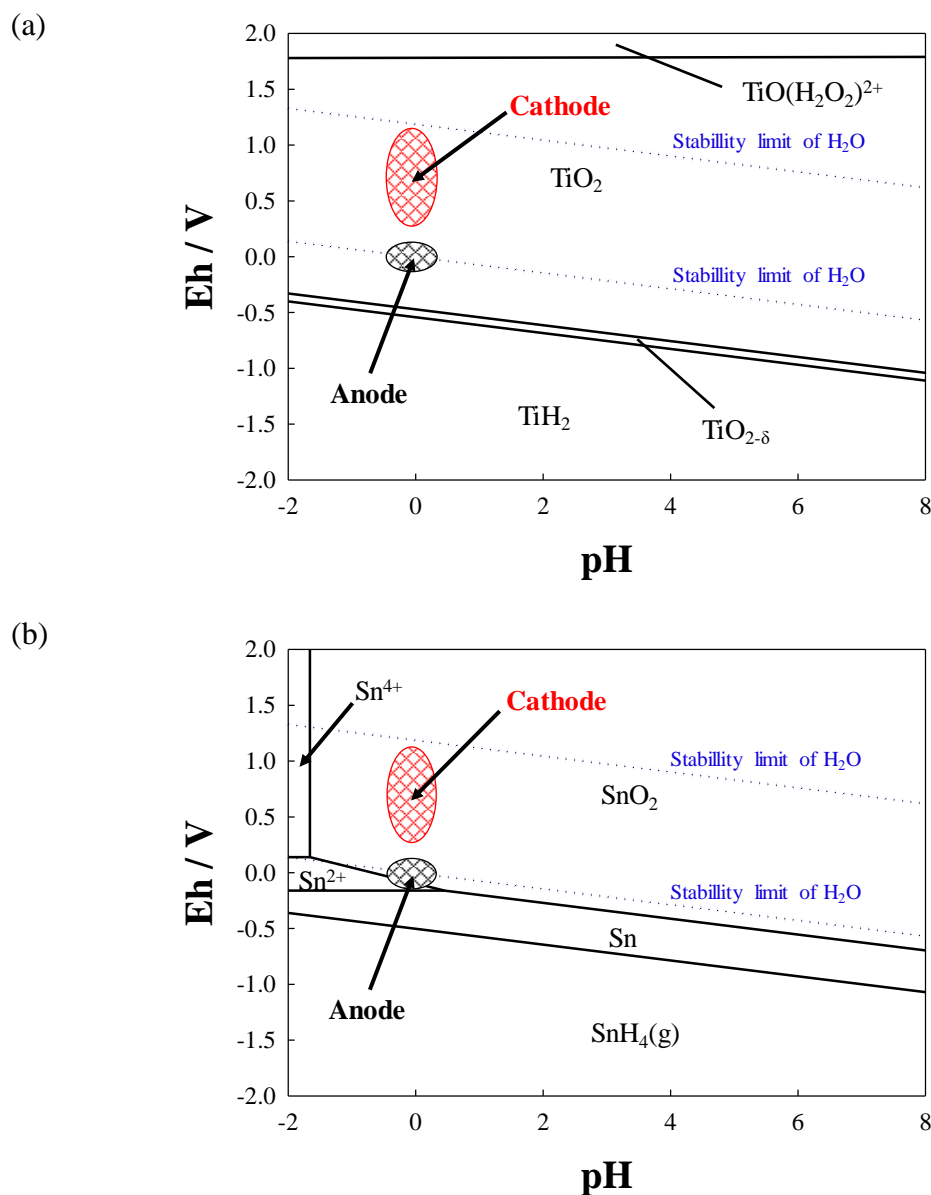 (a)
2.0
1.5
1.0
0.5
0.0
-0.5
-1.0
-1.5
-2.0
Eh / V
TiO(H₂O₂)²⁺
Cathode
Stabillity limit of H₂O
TiO₂
Stabillity limit of H₂O
Anode
TiH₂
TiO₂₋δ
-2 0 2 4 6 8
pH
(b)
2.0
1.5
1.0
0.5
0.0
-0.5
-1.0
-1.5
-2.0
Eh / V
Sn⁴⁺
Cathode
Stabillity limit of H₂O
SnO₂
Sn²⁺
Stabillity limit of H₂O
Sn
Anode
SnH₄(g)
-2 0 2 4 6 8
pH